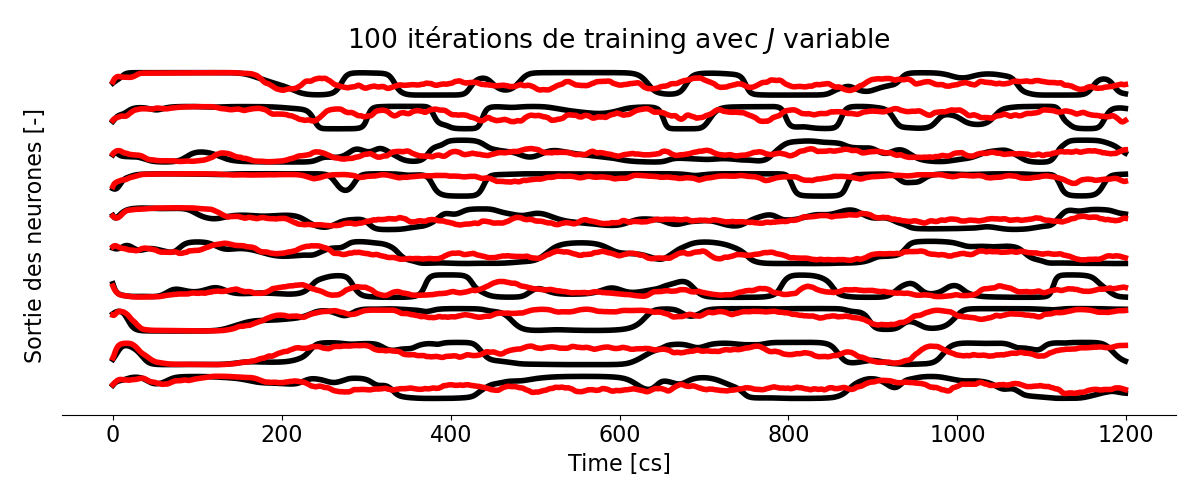 100 itérations de training avec J variable
Sortie des neurones [-]
0 200 400 600 800 1000 1200
Time [cs]